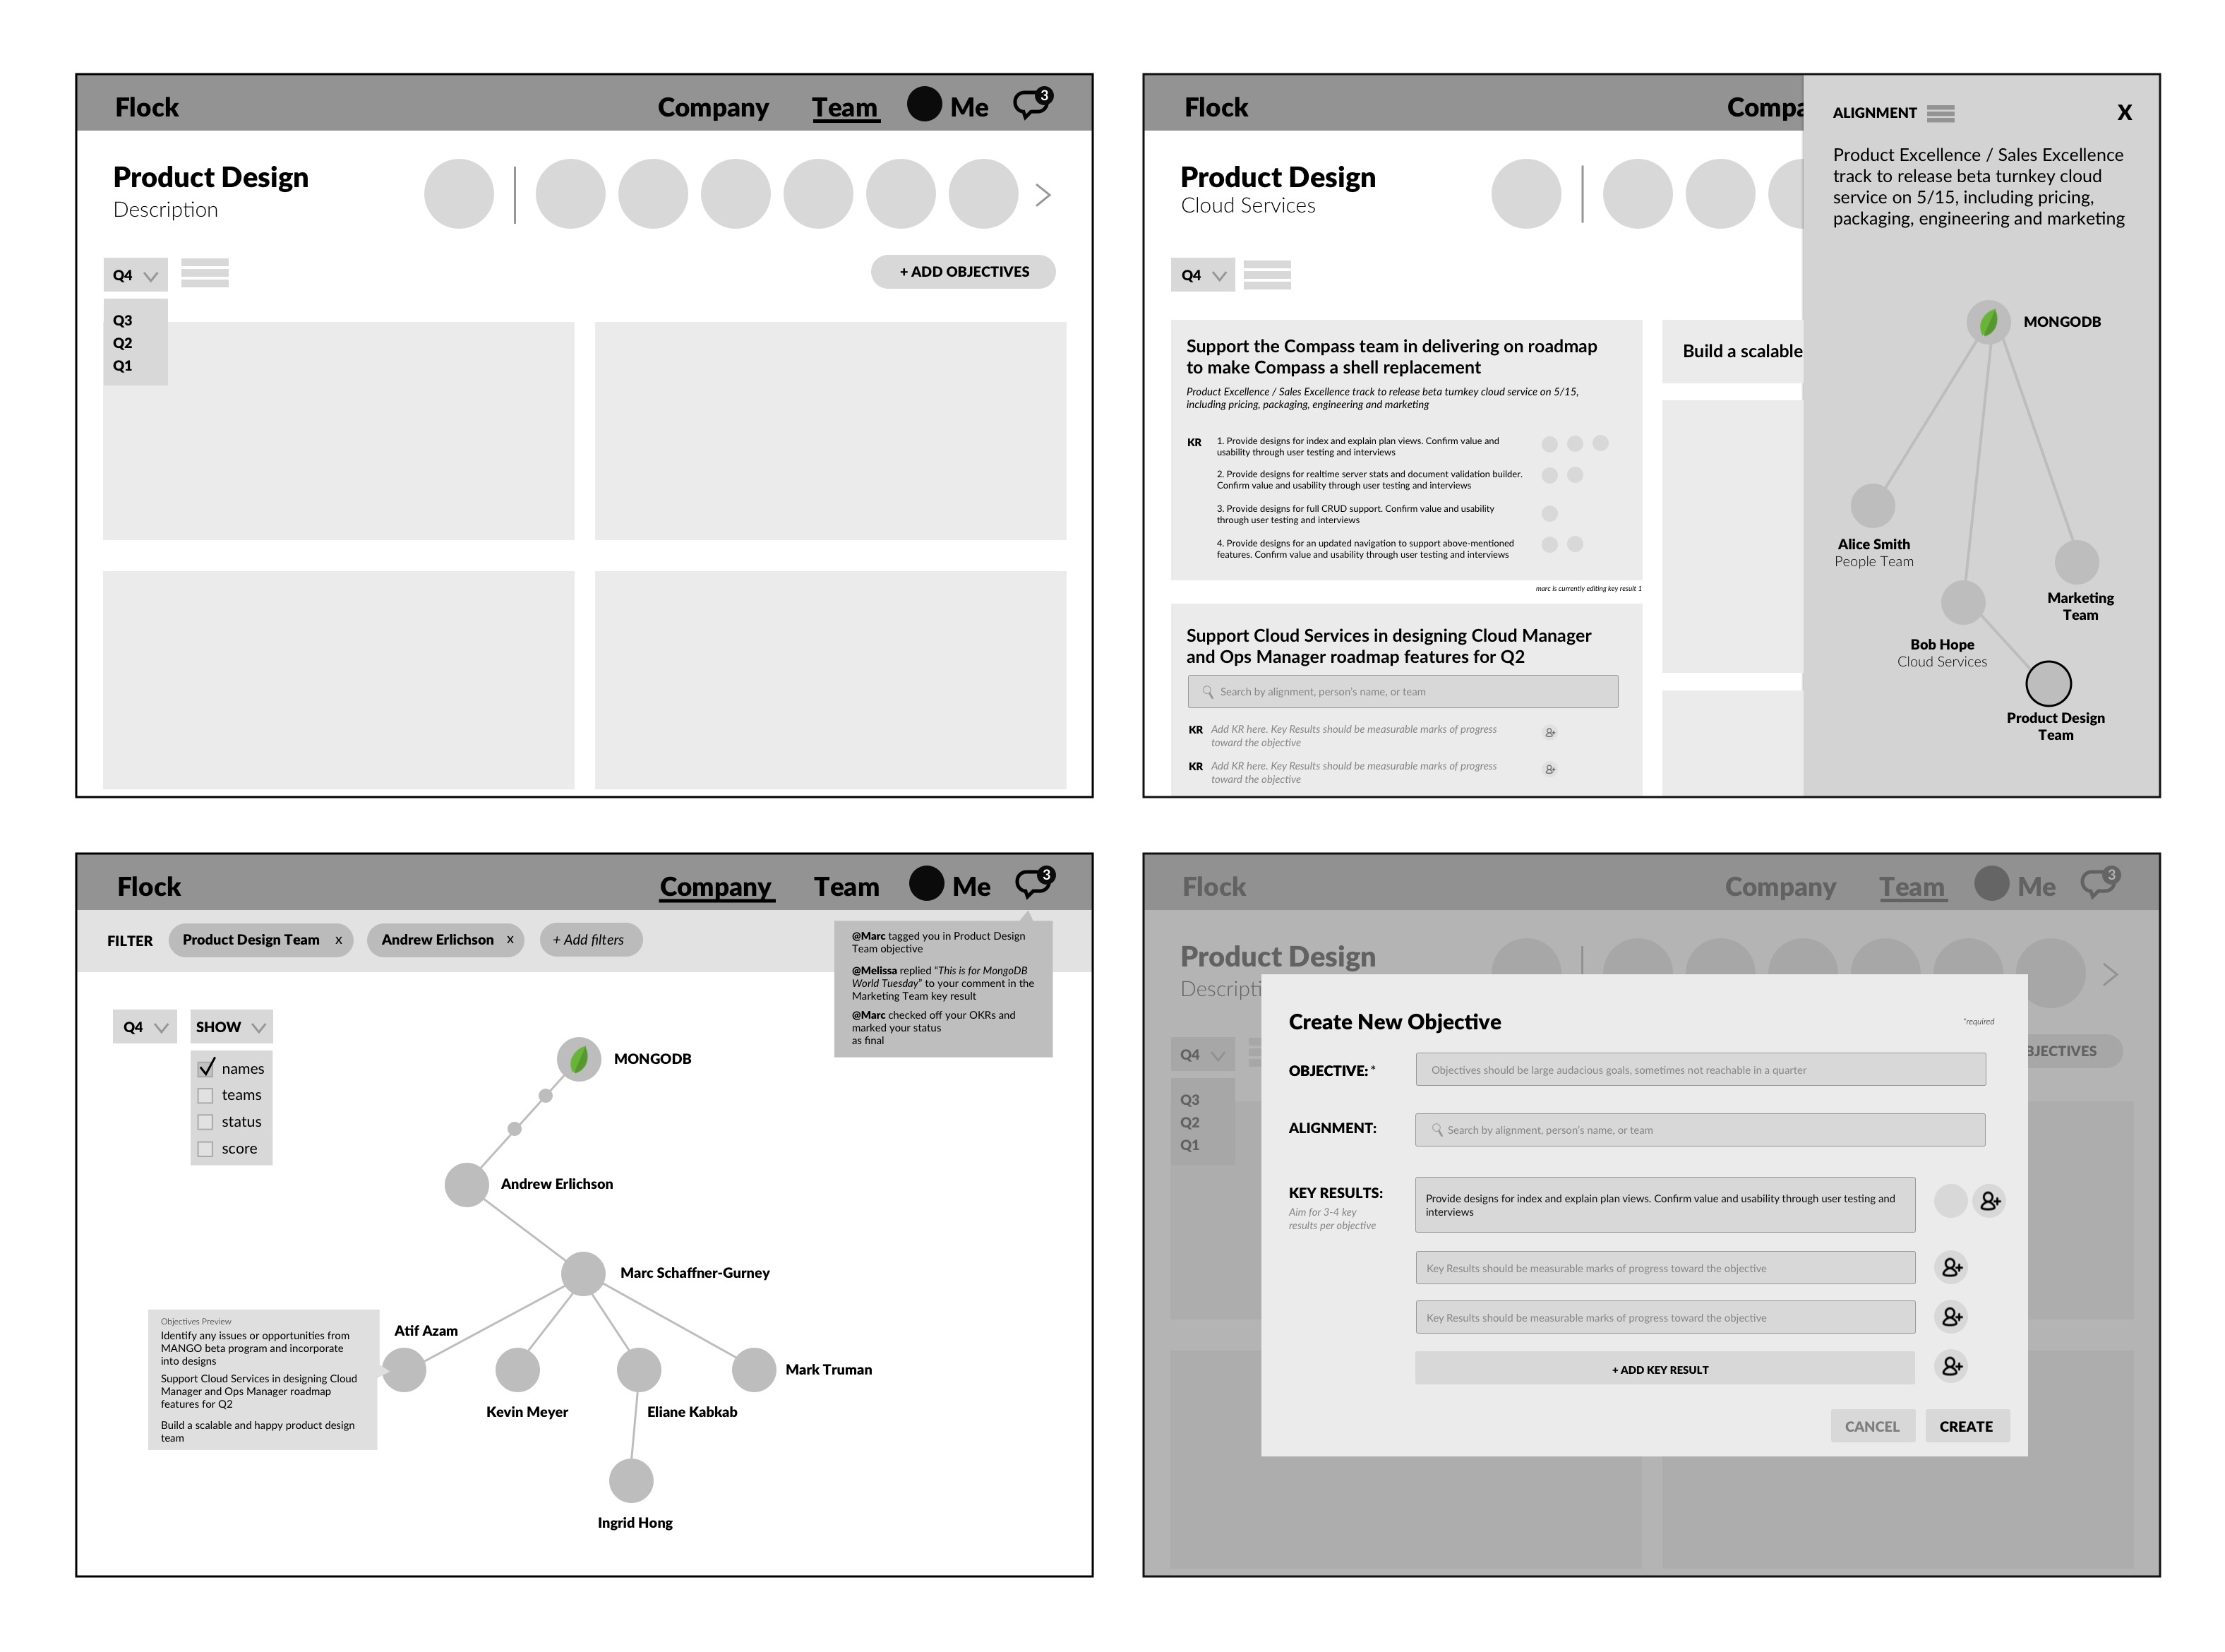 Flock
Company
Team
Me
3
Product Design
Description
Q4
+ ADD OBJECTIVES
Q3
Q2
Q1
Flock
Compa
Product Design
Cloud Services
Q4
Support the Compass team in delivering on roadmap
to make Compass a shell replacement
Product Excellence / Sales Excellence track to release beta turnkey cloud service on 5/15,
including pricing, packaging, engineering and marketing
KR
1. Provide designs for index and explain plan views. Confirm value and
usability through user testing and interviews
2. Provide designs for realtime server stats and document validation builder.
Confirm value and usability through user testing and interviews
3. Provide designs for full CRUD support. Confirm value and usability
through user testing and interviews
4. Provide designs for an updated navigation to support above-mentioned
features. Confirm value and usability through user testing and interviews
marc is currently editing key result 1
Support Cloud Services in designing Cloud Manager
and Ops Manager roadmap features for Q2
Search by alignment, person's name, or team
KR Add KR here. Key Results should be measurable marks of progress
toward the objective
KR Add KR here. Key Results should be measurable marks of progress
toward the objective
Build a scalable
ALIGNMENT
X
Product Excellence / Sales Excellence
track to release beta turnkey cloud
service on 5/15, including pricing,
packaging, engineering and marketing
MONGODB
Alice Smith
People Team
Marketing
Team
Bob Hope
Cloud Services
Product Design
Team
Flock
Company
Team
Me
3
FILTER
Product Design Team x
Andrew Erlichson x
+ Add filters
@Marc tagged you in Product Design
Team objective
@Melissa replied "This is for MongoDB
World Tuesday" to your comment in the
Marketing Team key result
@Marc checked off your OKRs and
marked your status
as final
Q4
SHOW
names
teams
status
score
MONGODB
Andrew Erlichson
Marc Schaffner-Gurney
Atif Azam
Kevin Meyer
Eliane Kabkab
Mark Truman
Ingrid Hong
Objectives Preview
Identify any issues or opportunities from
MANGO beta program and incorporate
into designs
Support Cloud Services in designing Cloud
Manager and Ops Manager roadmap
features for Q2
Build a scalable and happy product design
team
Flock
Company
Team
Me
3
Product Design
Descripti
Q4
BJECTIVES
Q3
Q2
Q1
Create New Objective
*required
OBJECTIVE: *
Objectives should be large audacious goals, sometimes not reachable in a quarter
ALIGNMENT:
Search by alignment, person's name, or team
KEY RESULTS:
Aim for 3-4 key
results per objective
Provide designs for index and explain plan views. Confirm value and usability through user testing and
interviews
Key Results should be measurable marks of progress toward the objective
Key Results should be measurable marks of progress toward the objective
+ ADD KEY RESULT
CANCEL
CREATE